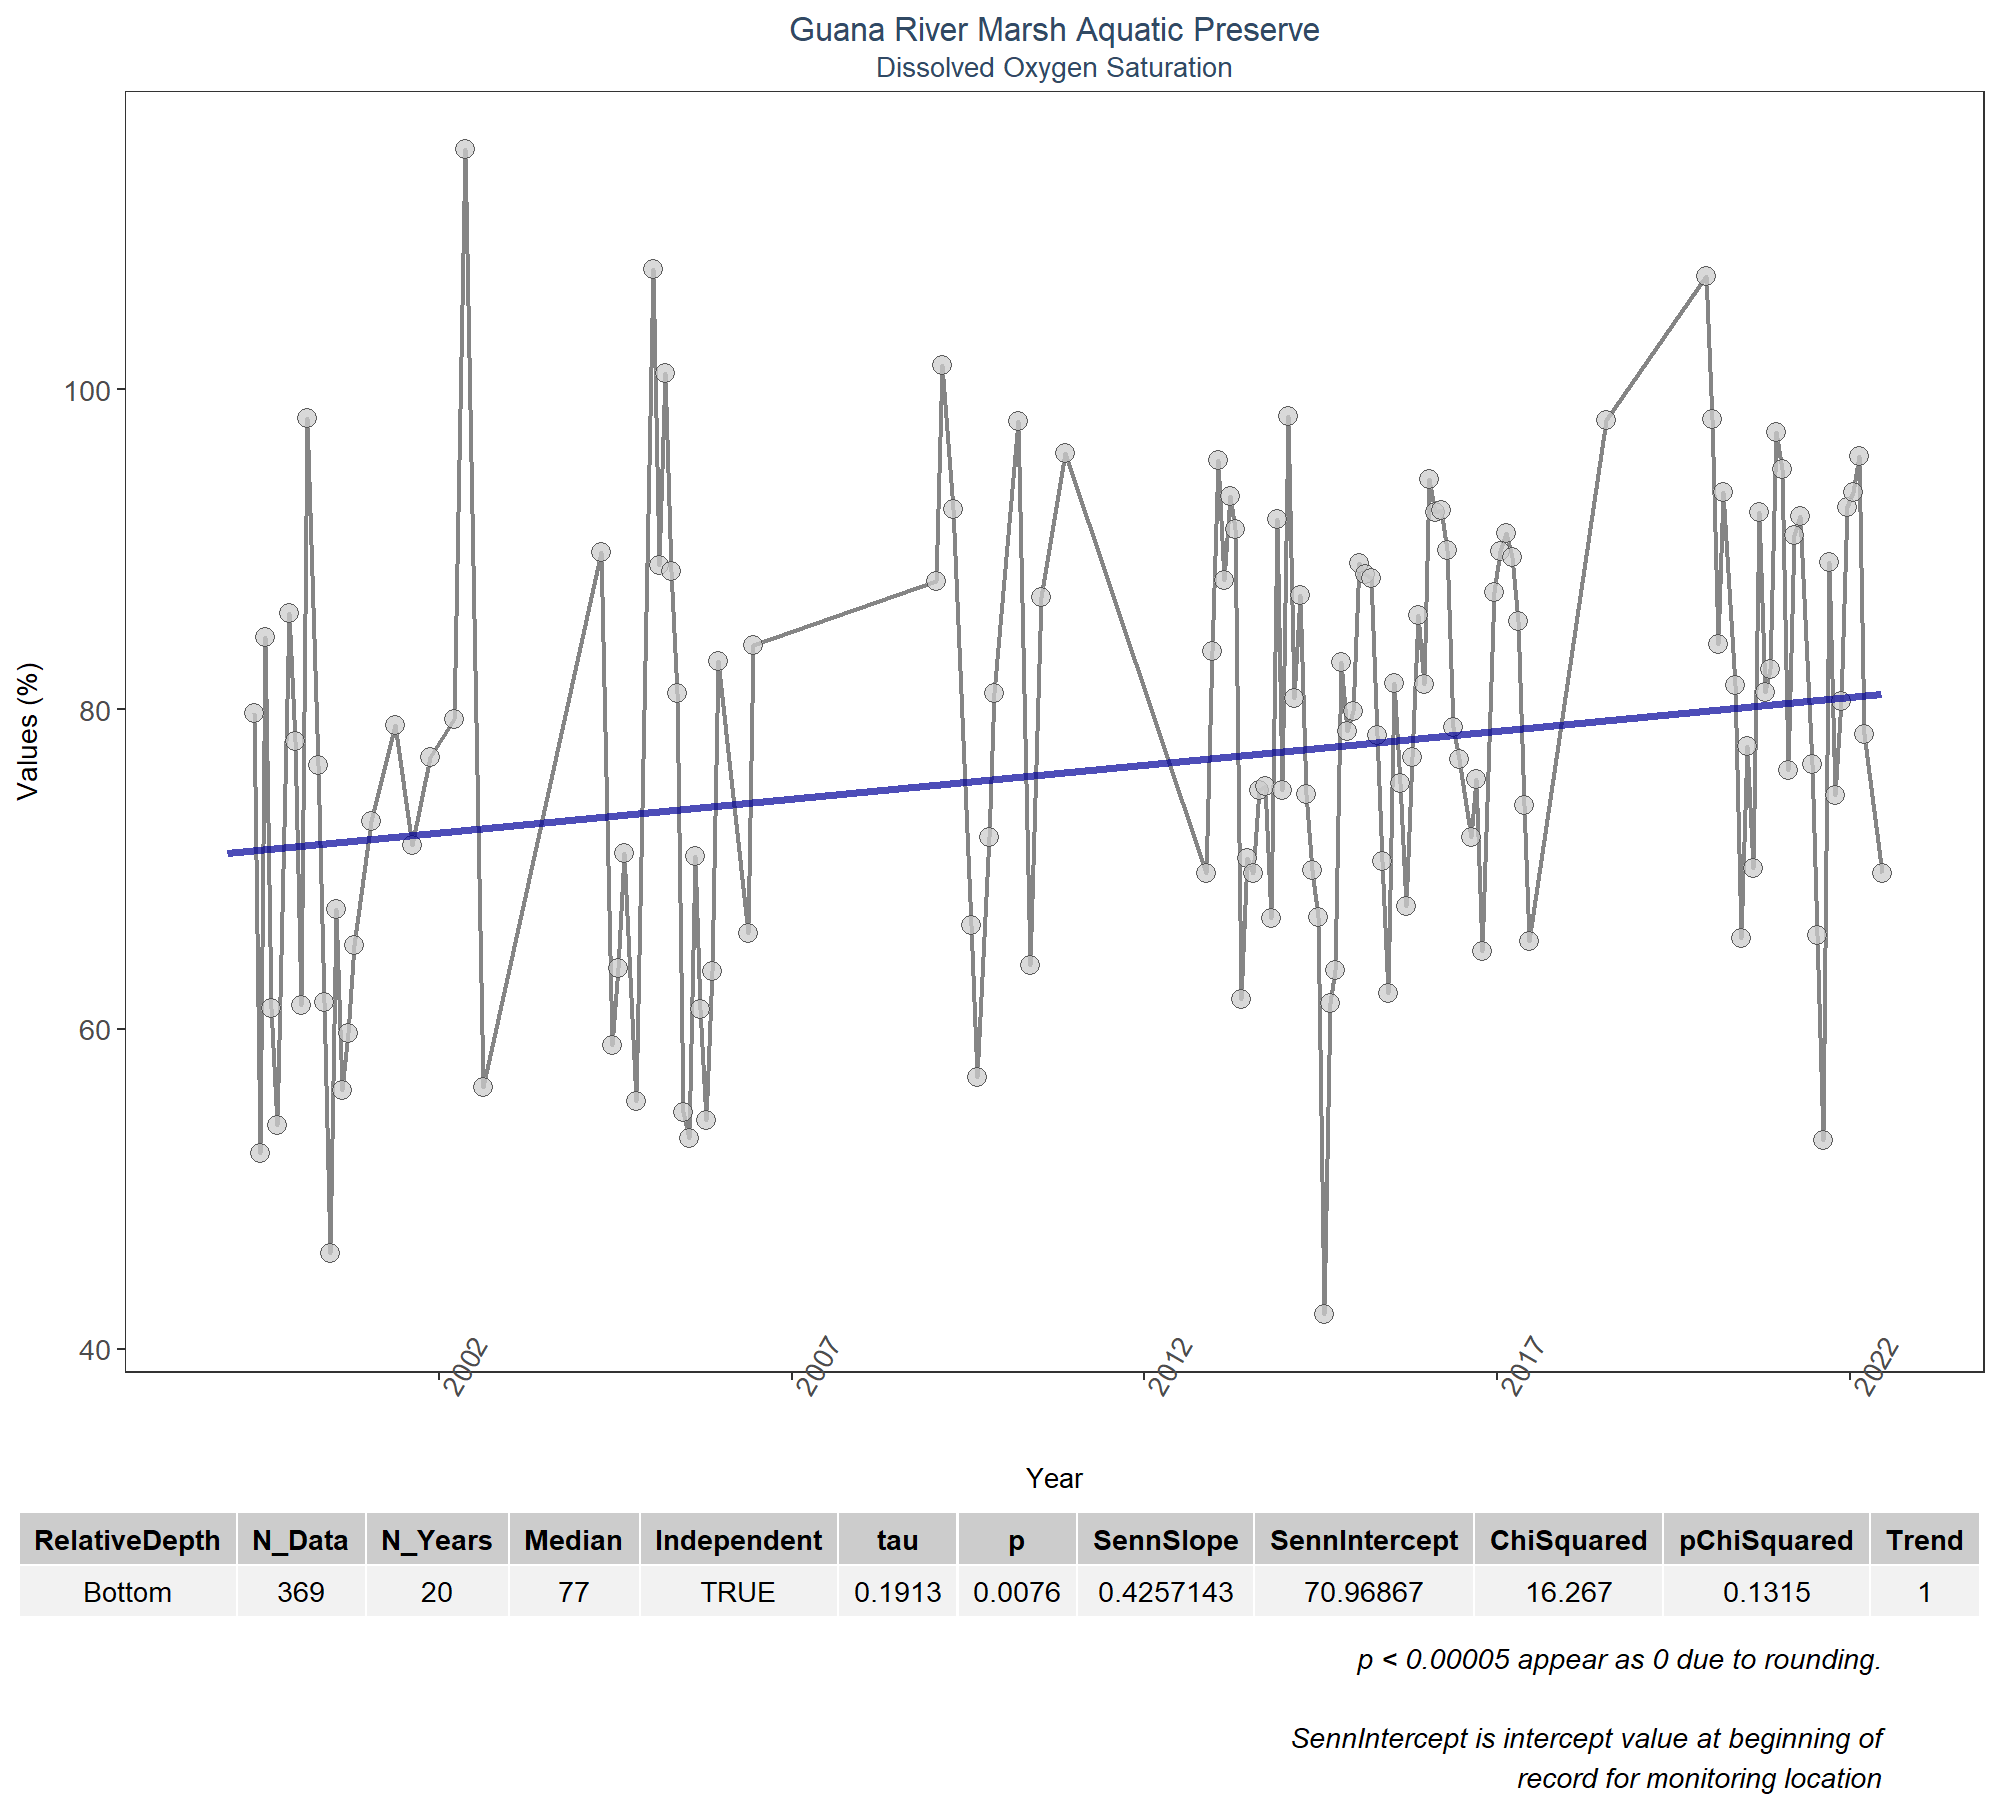 Guana River Marsh Aquatic Preserve
Dissolved Oxygen Saturation
Values (%)
100
80
60
40
2002
2007
2012
2017
2022
Year
RelativeDepth N_Data N_Years Median Independent tau p SennSlope SennIntercept ChiSquared pChiSquared Trend
Bottom 369 20 77 TRUE 0.1913 0.0076 0.4257143 70.96867 16.267 0.1315 1
p < 0.00005 appear as 0 due to rounding.
SennIntercept is intercept value at beginning of
record for monitoring location